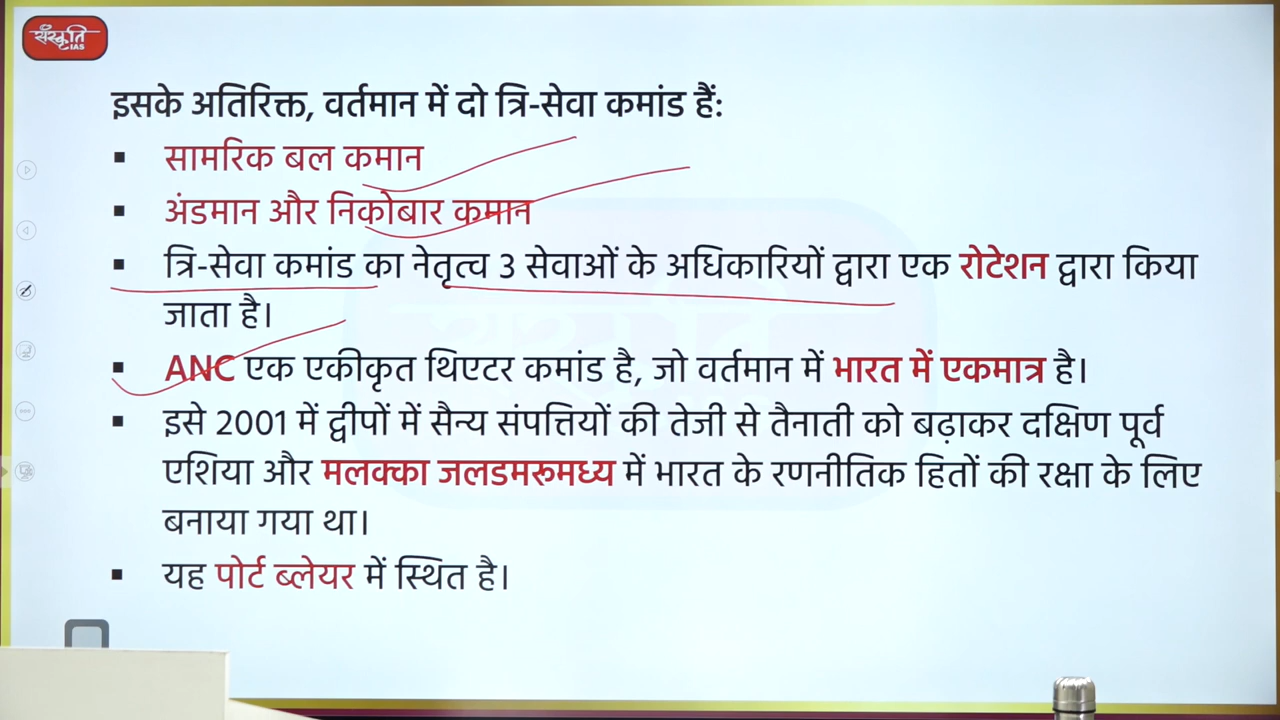 संस्कृति
IAS
इसके अतिरिक्त, वर्तमान में दो त्रि-सेवा कमांड हैं:
▪ सामरिक बल कमान
▪ अंडमान और निकोबार कमान
▪ त्रि-सेवा कमांड का नेतृत्व 3 सेवाओं के अधिकारियों द्वारा एक रोटेशन द्वारा किया
जाता है।
▪ ANC एक एकीकृत थिएटर कमांड है, जो वर्तमान में भारत में एकमात्र है।
▪ इसे 2001 में द्वीपों में सैन्य संपत्तियों की तेजी से तैनाती को बढ़ाकर दक्षिण पूर्व
एशिया और मलक्का जलडमरूमध्य में भारत के रणनीतिक हितों की रक्षा के लिए
बनाया गया था।
▪ यह पोर्ट ब्लेयर में स्थित है।